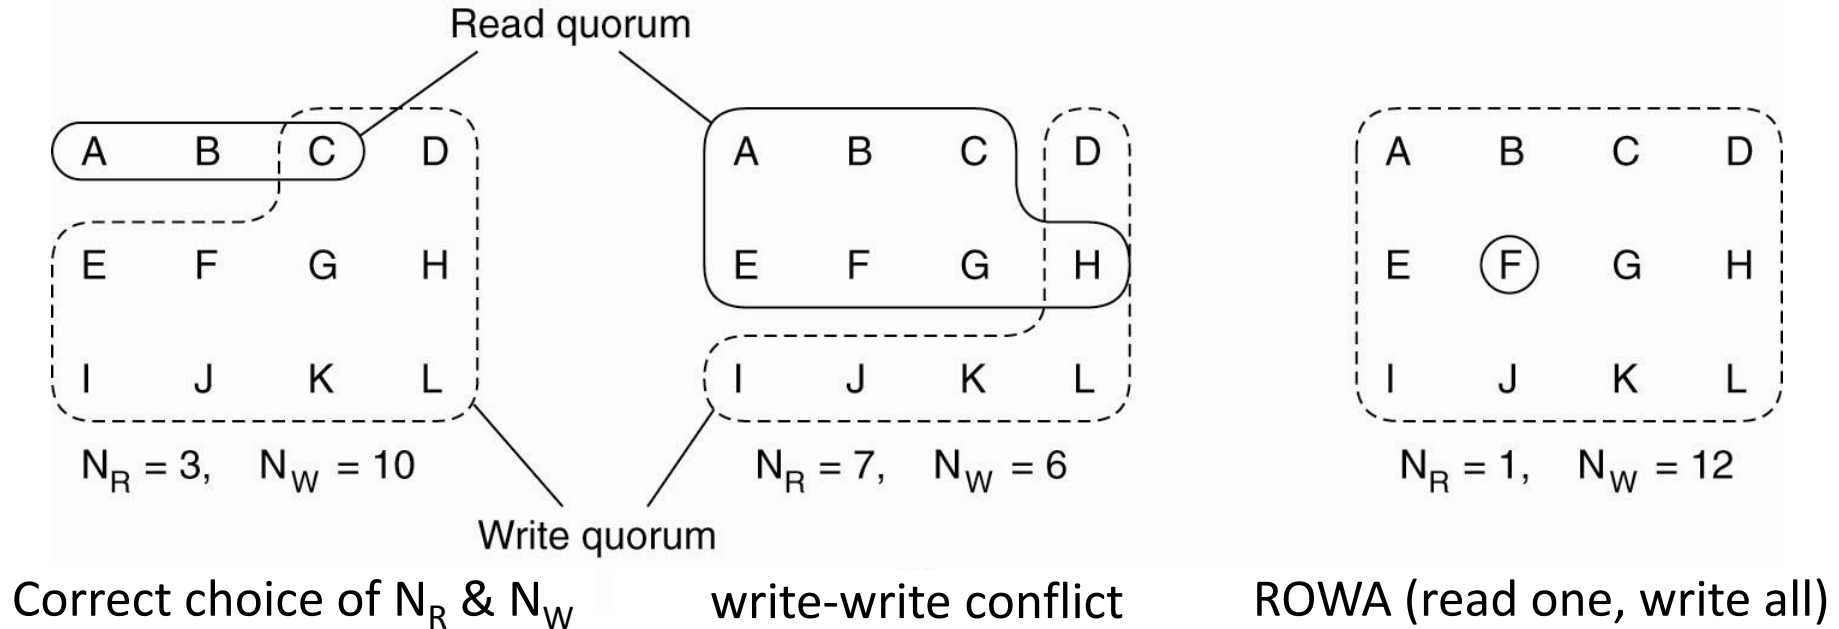 Read quorum
A B C D
E F G H
I J K L
N_R = 3, N_W = 10
A B C D
E F G H
I J K L
N_R = 7, N_W = 6
A B C D
E F G H
I J K L
N_R = 1, N_W = 12
Write quorum
Correct choice of N_R & N_W
write-write conflict
ROWA (read one, write all)